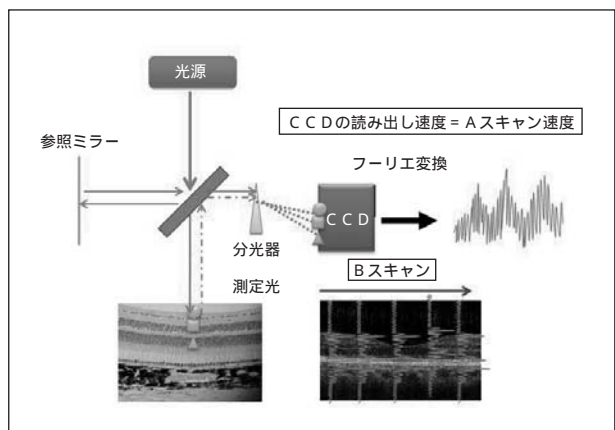 光源
ＣＣＤの読み出し速度＝Ａスキャン速度
参照ミラー
フーリエ変換
ＣＣＤ
分光器
測定光
Ｂスキャン